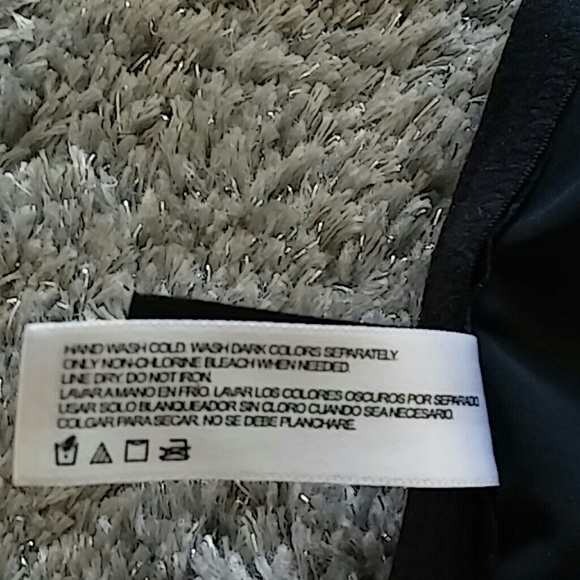 HAND WASH COLD. WASH DARK COLORS SEPARATELY.
ONLY NON-CHLORINE BLEACH WHEN NEEDED.
LINE DRY. DO NOT IRON.
LAVAR A MANO EN FRÍO. LAVAR LOS COLORES OSCUROS POR SEPARADO.
USAR SOLO BLANQUEADOR SIN CLORO CUANDO SEA NECESARIO.
COLGAR PARA SECAR. NO SE DEBE PLANCHARE.